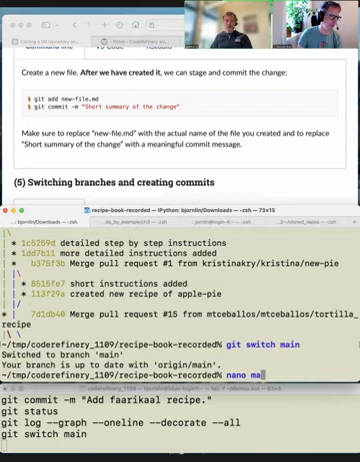 Create a new file. After we have created it, we can stage and commit the change:
$ git add new-file.md
$ git commit -m "Short summary of the change"
Make sure to replace "new-file.md" with the actual name of the file you created and to replace
"Short summary of the change" with a meaningful commit message.
(5) Switching branches and creating commits
recipe-book-recorded — IPython: bjornlin/Downloads — -zsh — 73×15
bjornlin/Downloads — -zsh
|\
| * 1c5259d detailed step by step instructions
| * 1dd7b11 more detailed instructions added
* b375f3b Merge pull request #1 from kristinakry/kristina/new-pie
| |\
| | * 8515fe7 short instructions added
| | * 113f29a created new recipe of apple-pie
| |/
* | 7d1db40 Merge pull request #15 from mtceballos/mtceballos/tortilla_
recipe
|\ \
~/tmp/coderefinery_1109/recipe-book-recorded% git switch main
Switched to branch 'main'
Your branch is up to date with 'origin/main'.
~/tmp/coderefinery_1109/recipe-book-recorded% nano ma
git commit -m "Add faarikaal recipe."
git status
git log --graph --oneline --decorate --all
git switch main